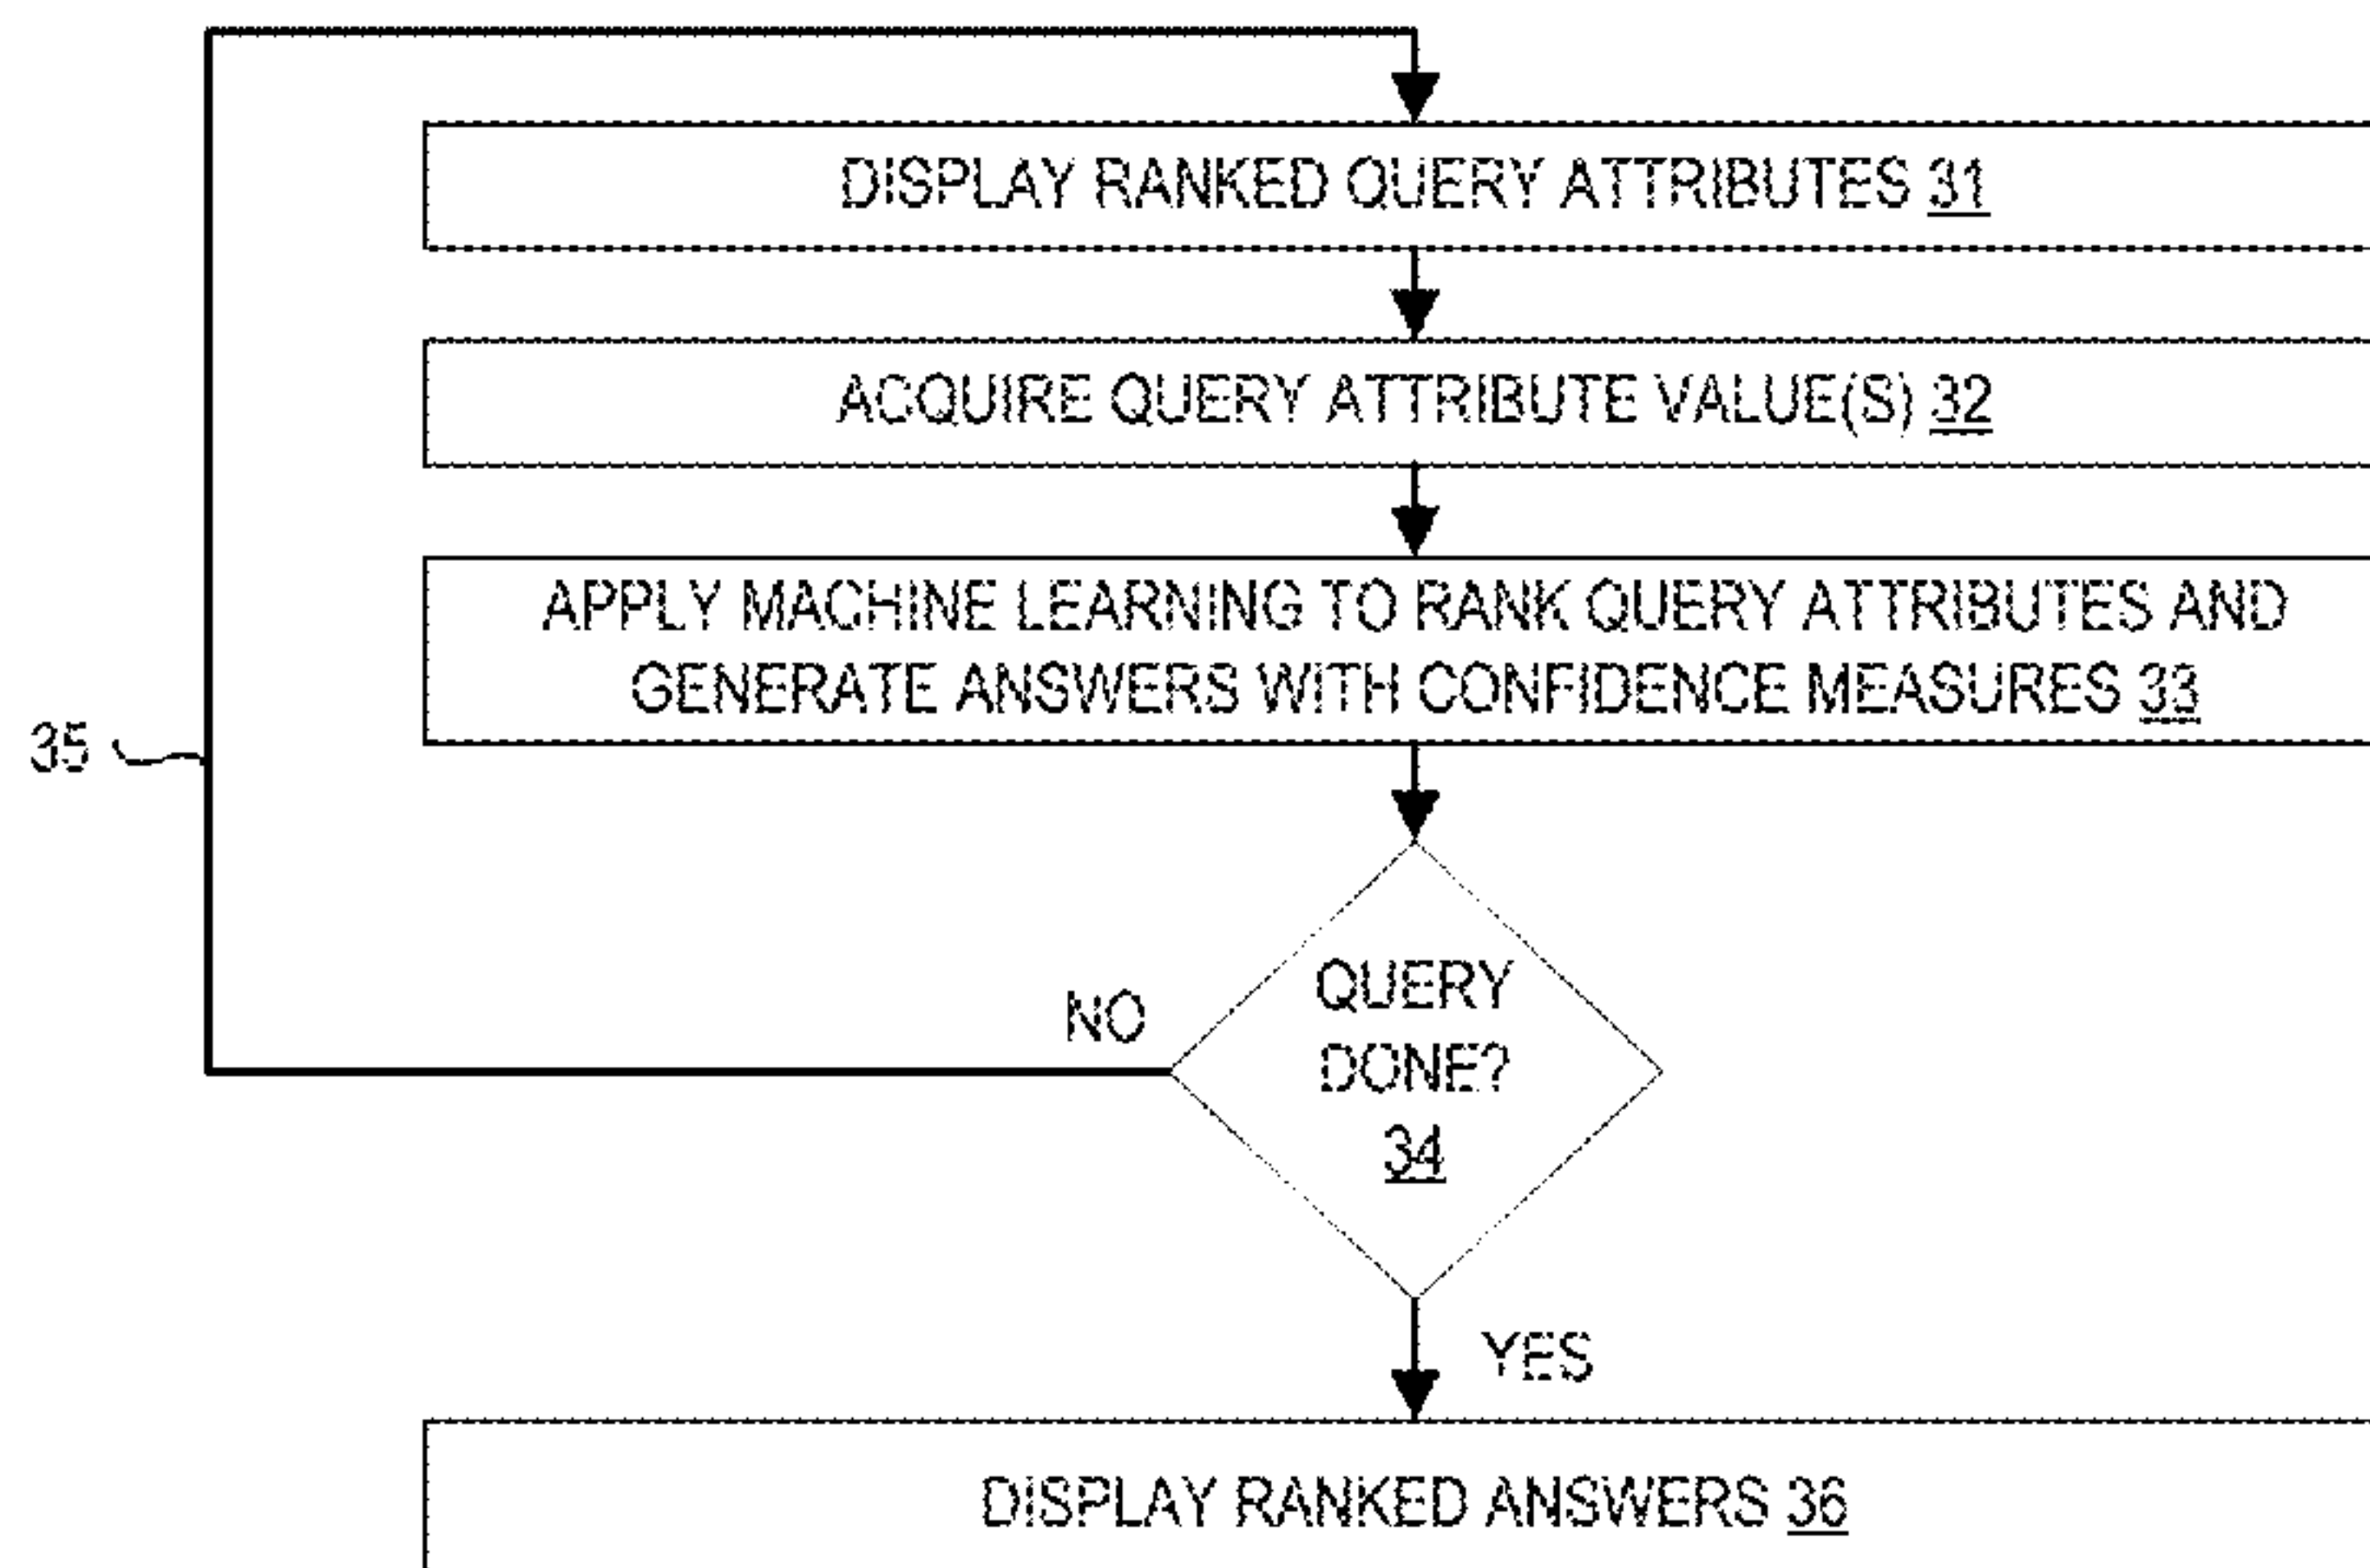 DISPLAY RANKED QUERY ATTRIBUTES 31
ACQUIRE QUERY ATTRIBUTE VALUE(S) 32
APPLY MACHINE LEARNING TO RANK QUERY ATTRIBUTES AND
GENERATE ANSWERS WITH CONFIDENCE MEASURES 33
35
NO
QUERY
DONE?
34
YES
DISPLAY RANKED ANSWERS 36